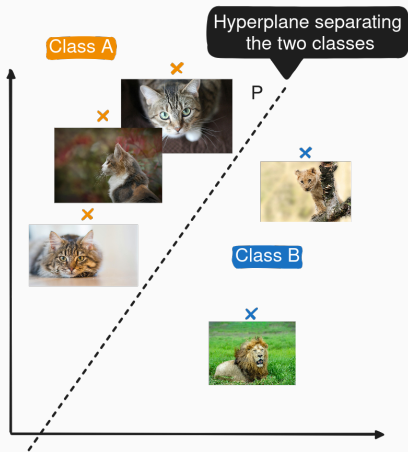 Hyperplane separating
the two classes
Class A
P
Class B